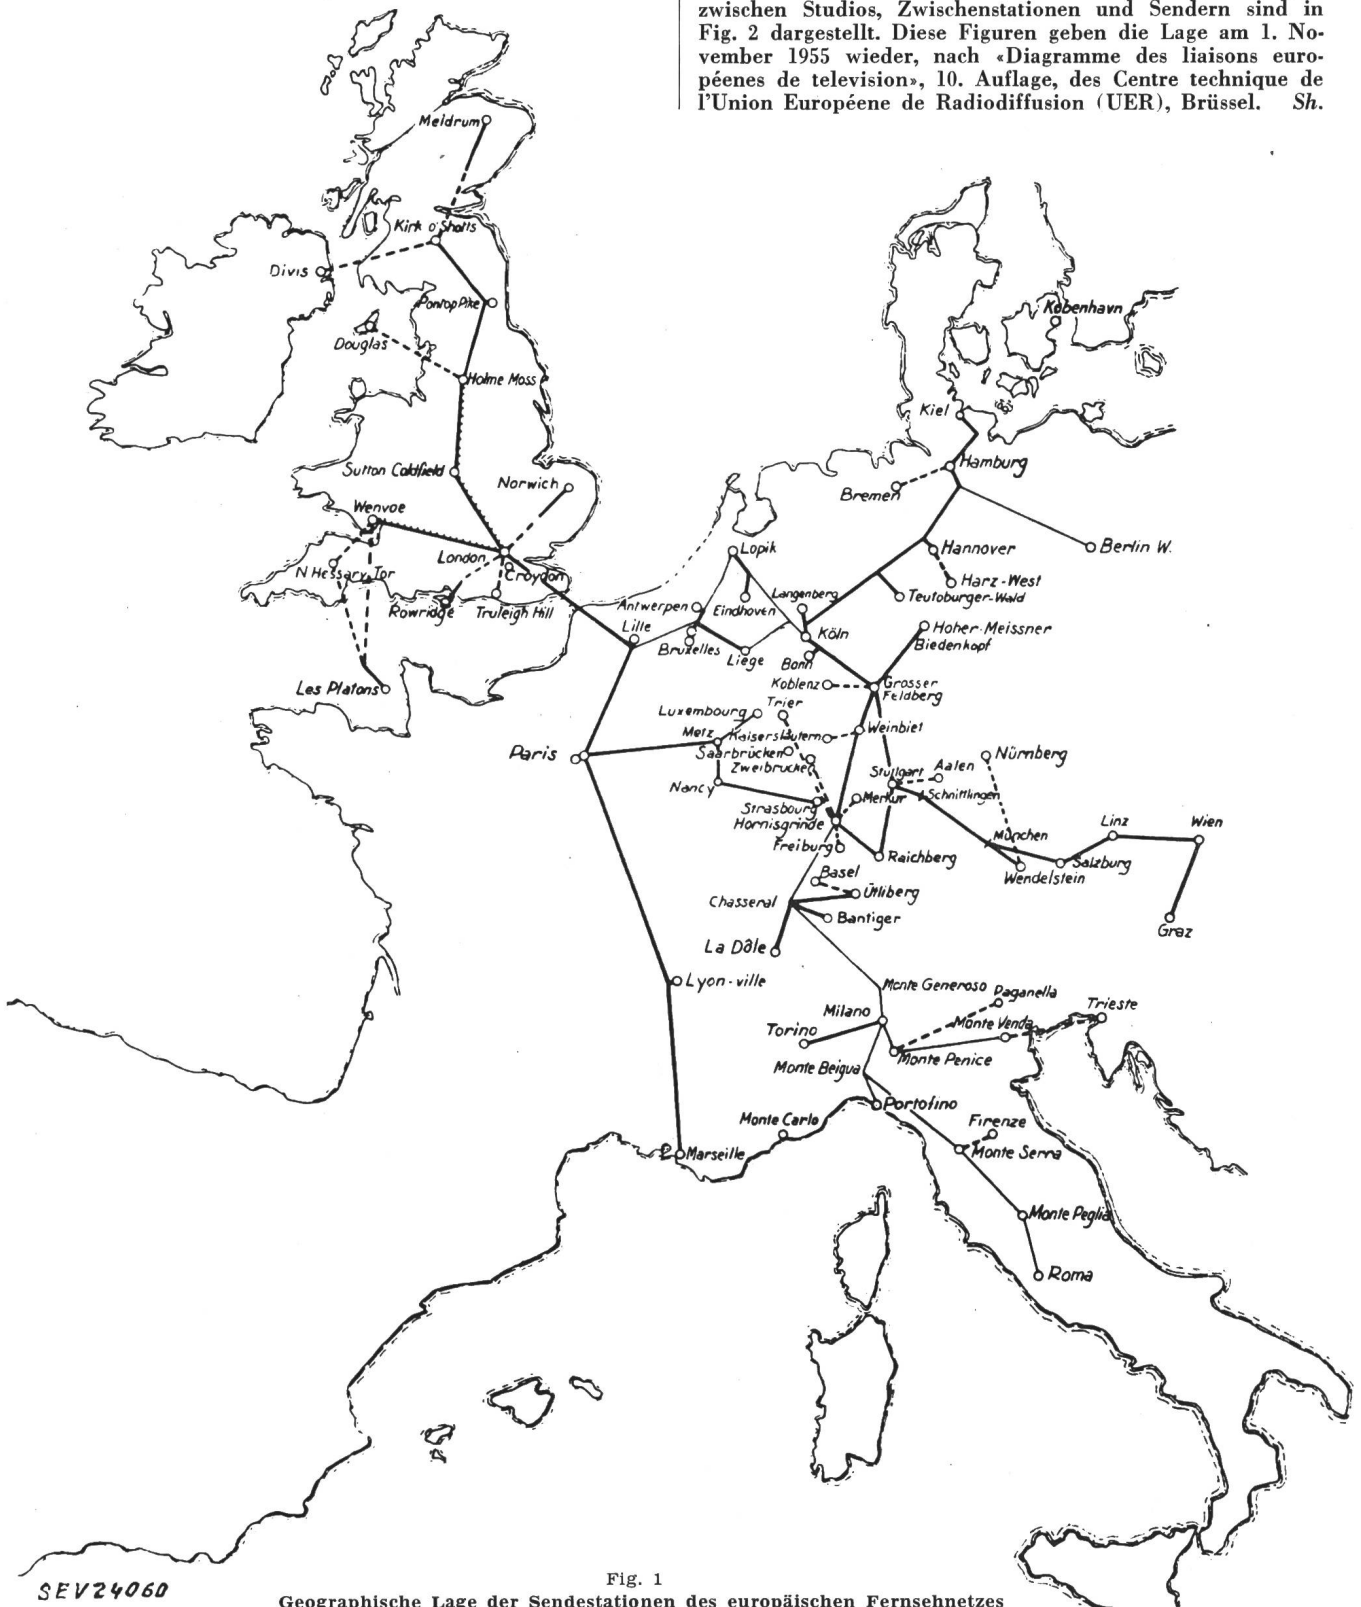 zwischen Studios, Zwischenstationen und Sendern sind in
Fig. 2 dargestellt. Diese Figuren geben die Lage am 1. No-
vember 1955 wieder, nach «Diagramme des liaisons euro-
péenes de television», 10. Auflage, des Centre technique de
l'Union Européene de Radiodiffusion (UER), Brüssel. Sh.
Meldrum
Kirk o'Shotts
Divis
Pontop Pike
Douglas
Holme Moss
København
Kiel
Sutton Coldfield
Norwich
Hamburg
Bremen
Wenvoe
London
Lopik
Hannover
Berlin W.
N Hessary Tor
Croydon
Harz-West
Rowridge
Truleigh Hill
Antwerpen
Eindhoven
Langenberg
Teutoburger-Wald
Lille
Bruxelles
Liege
Köln
Bonn
Hoher-Meissner
Biedenkopf
Les Platons
Koblenz
Grosser
Feldberg
Luxembourg
Trier
Metz
Kaiserslautern
Weinbiet
Paris
Saarbrücken
Zweibrücken
Nürnberg
Stuttgart
Aalen
Nancy
Schnittlingen
Strasbourg
Merkur
Hornisgrinde
München
Linz
Wien
Freiburg
Raichberg
Salzburg
Wendelstein
Basel
Ütliberg
Chasseral
Bantiger
Graz
La Dôle
Lyon-ville
Monte Generoso
Paganella
Milano
Trieste
Torino
Monte Venda
Monte Penice
Monte Beigua
Portofino
Monte Carlo
Firenze
Marseille
Monte Serra
Monte Peglia
Roma
SEV24060
Fig. 1
Geographische Lage der Sendestationen des europäischen Fernsehnetzes